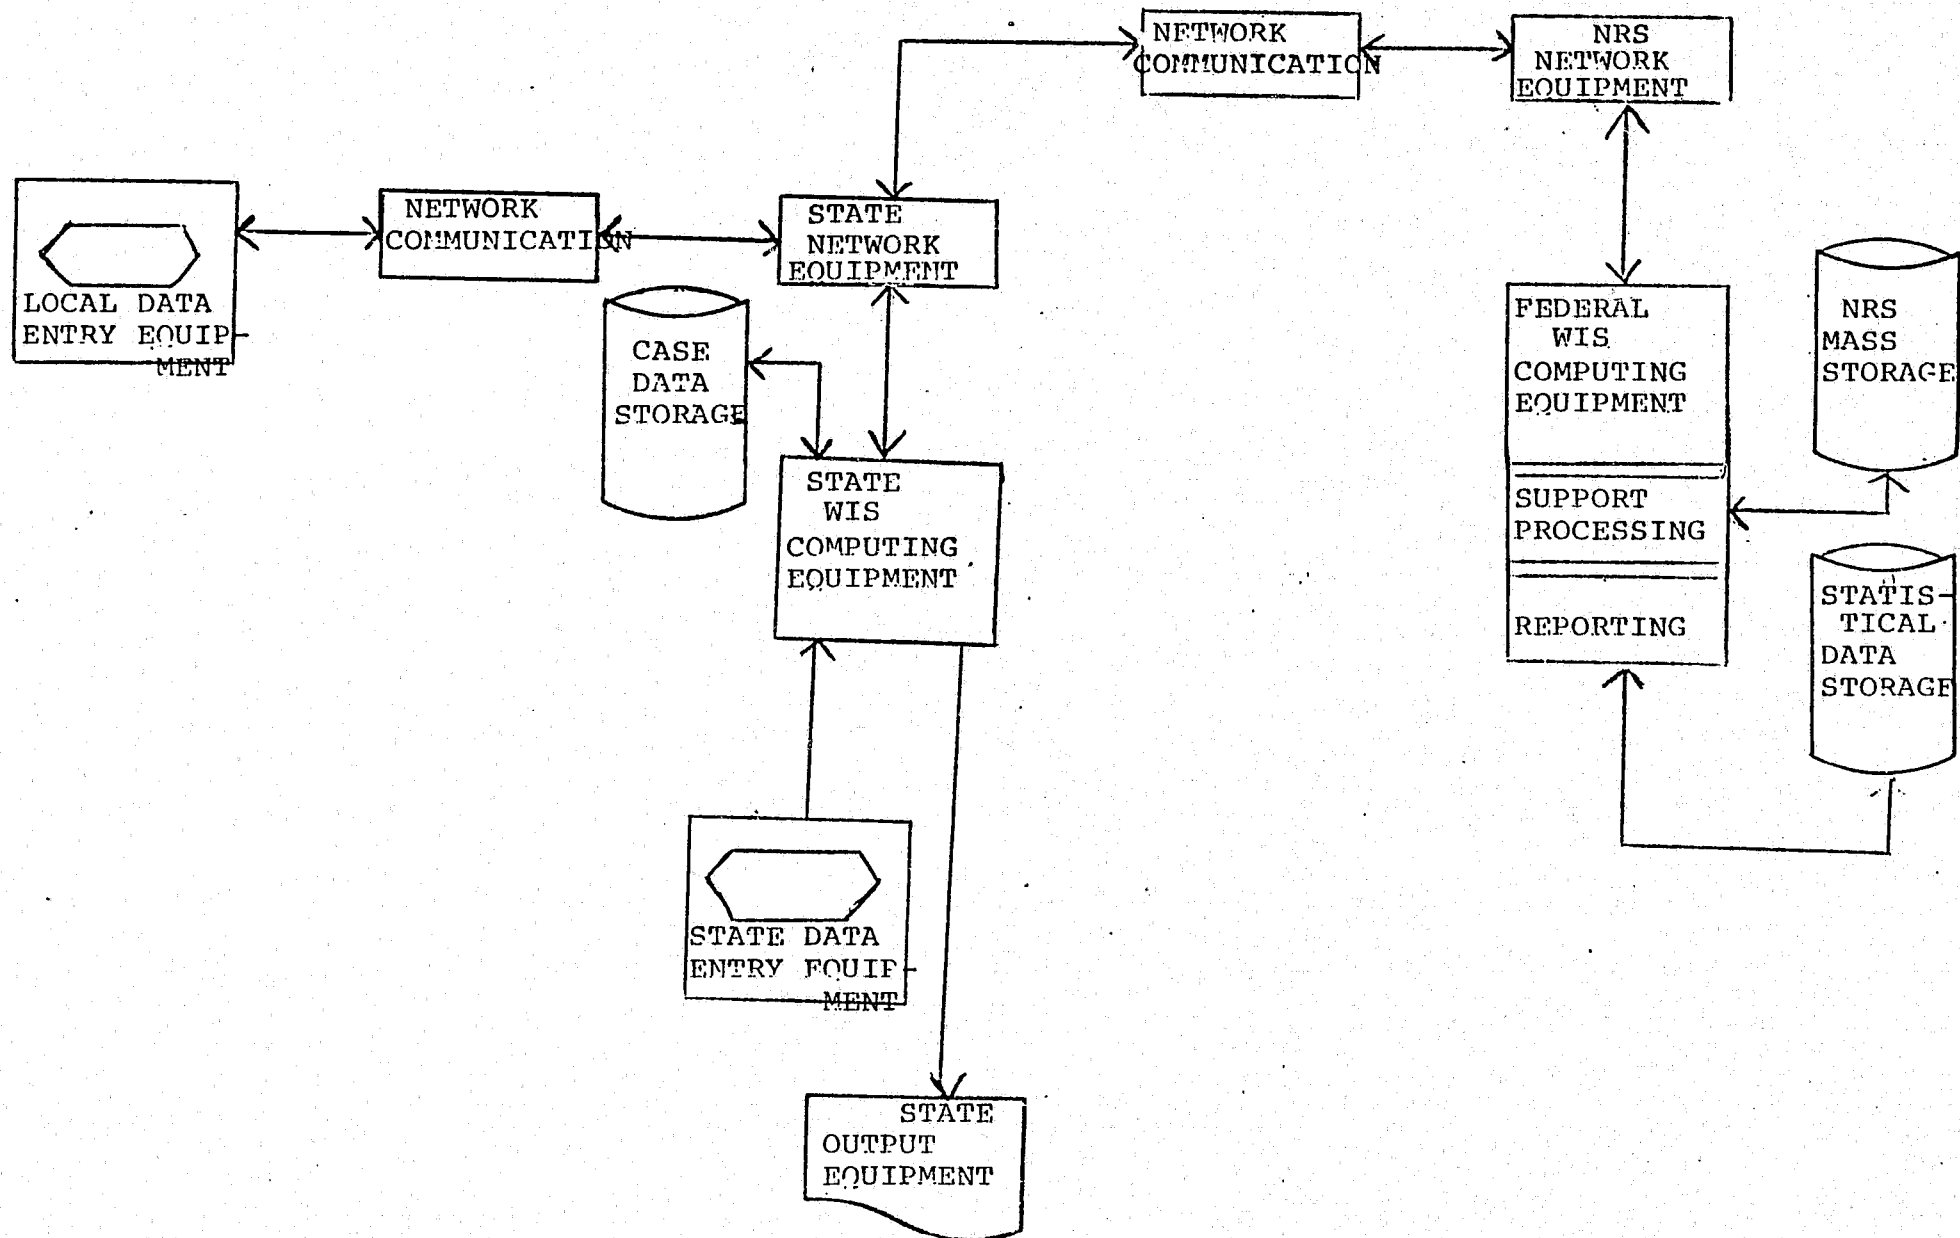 NETWORK
COMMUNICATION
NRS
NETWORK
EQUIPMENT
LOCAL DATA
ENTRY EQUIP-
MENT
NETWORK
COMMUNICATION
STATE
NETWORK
EQUIPMENT
CASE
DATA
STORAGE
STATE
WIS
COMPUTING
EQUIPMENT
FEDERAL
WIS
COMPUTING
EQUIPMENT
SUPPORT
PROCESSING
REPORTING
NRS
MASS
STORAGE
STATIS-
TICAL
DATA
STORAGE
STATE DATA
ENTRY EQUIP-
MENT
STATE
OUTPUT
EQUIPMENT